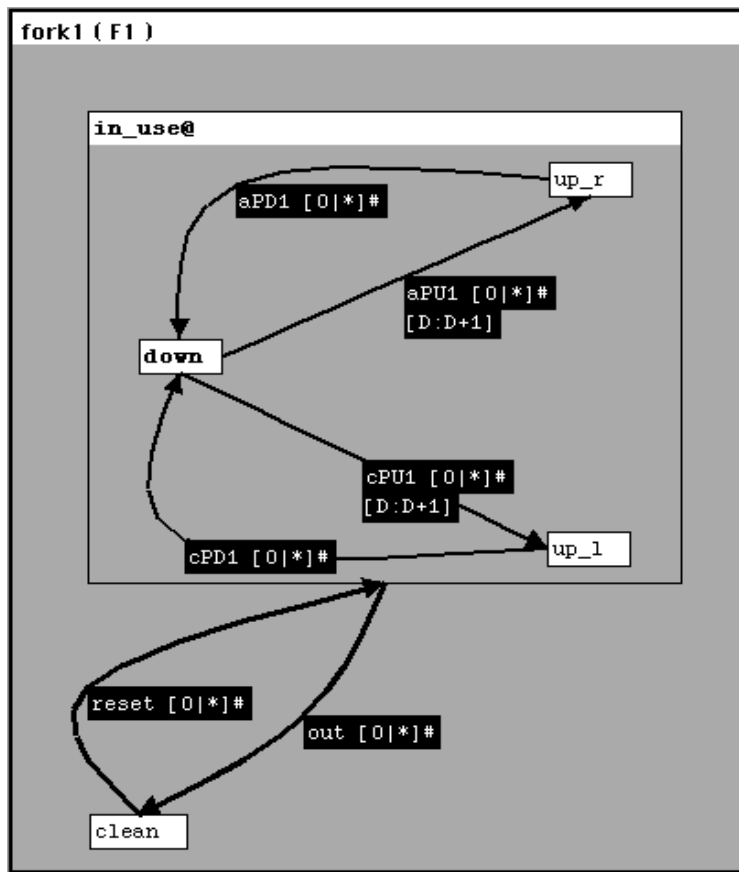 fork1 ( F1 )
in_use@
up_r
aPD1 [0|*]#
aPU1 [0|*]#
[D:D+1]
down
cPU1 [0|*]#
[D:D+1]
cPD1 [0|*]#
up_l
reset [0|*]#
out [0|*]#
clean